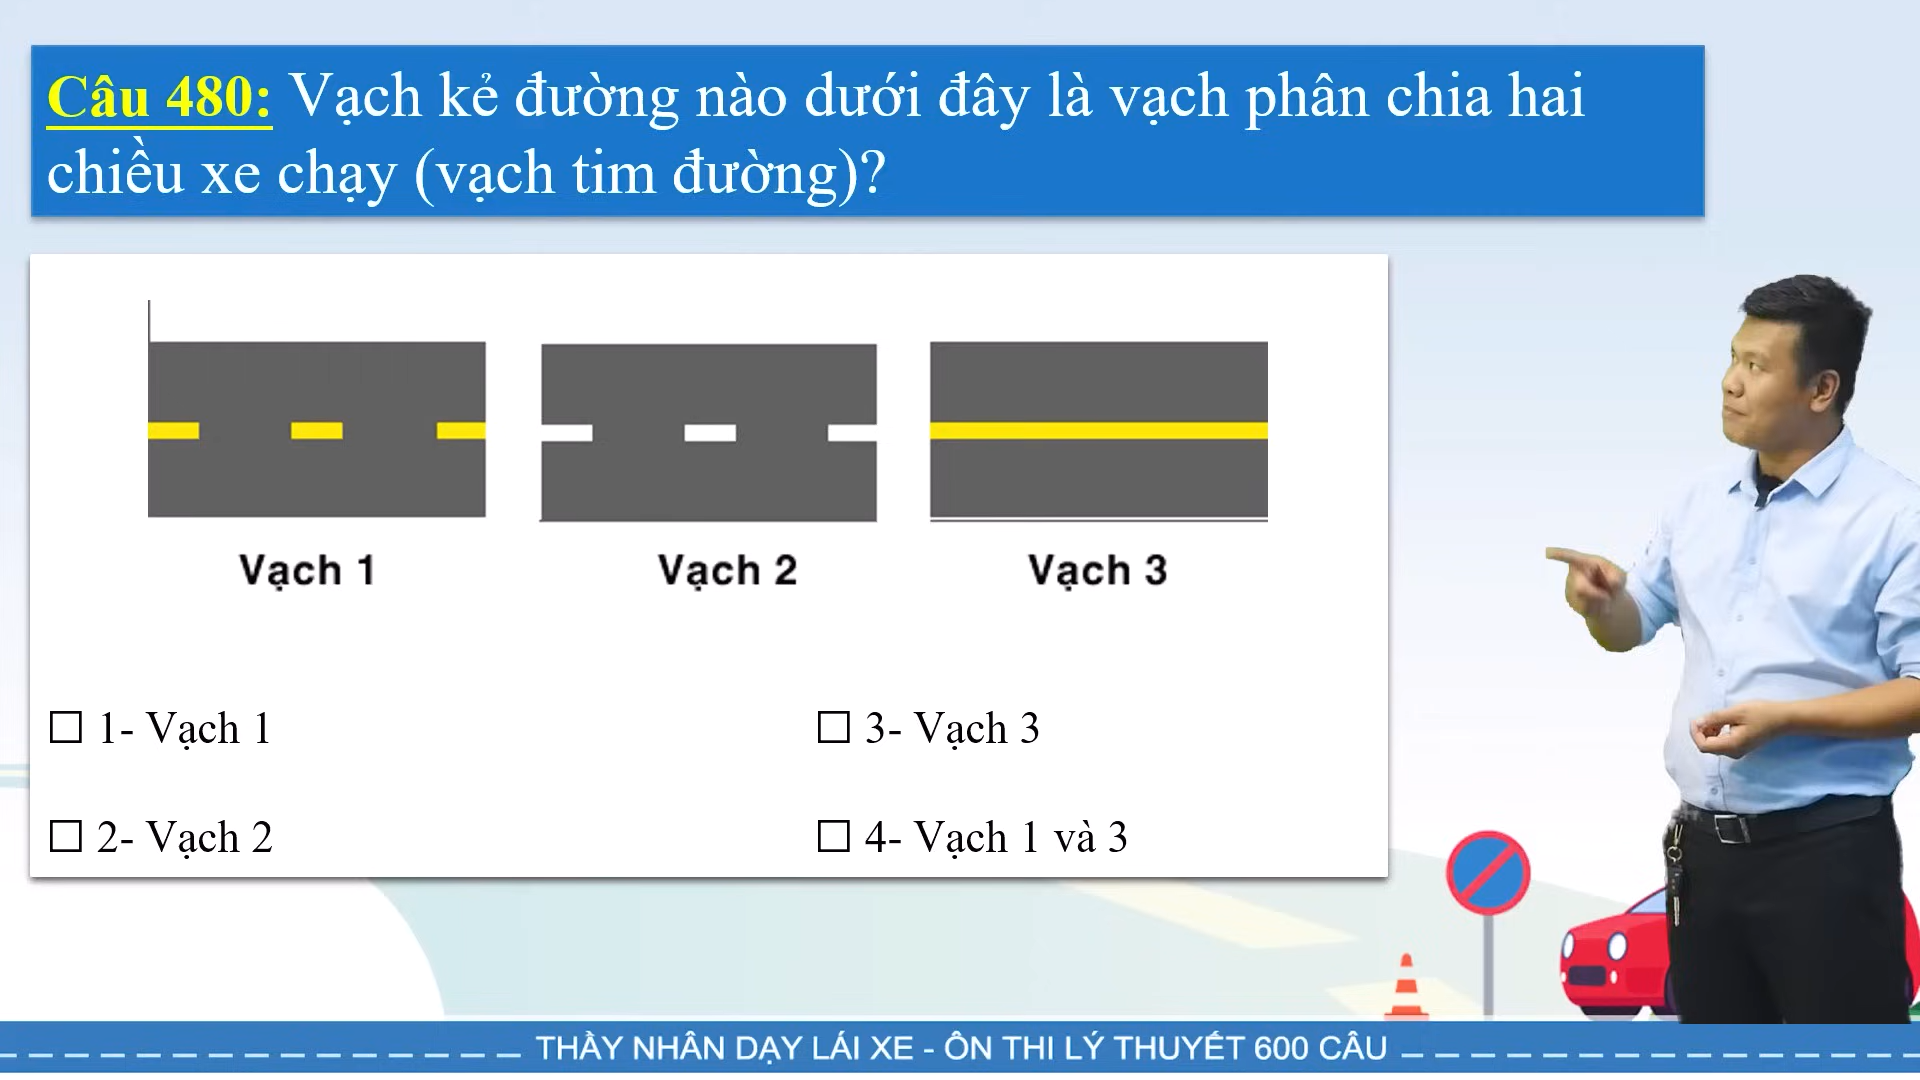 Câu 480: Vạch kẻ đường nào dưới đây là vạch phân chia hai
chiều xe chạy (vạch tim đường)?
Vạch 1
Vạch 2
Vạch 3
☐ 1- Vạch 1
☐ 3- Vạch 3
☐ 2- Vạch 2
☐ 4- Vạch 1 và 3
THẦY NHÂN DẠY LÁI XE - ÔN THI LÝ THUYẾT 600 CÂU